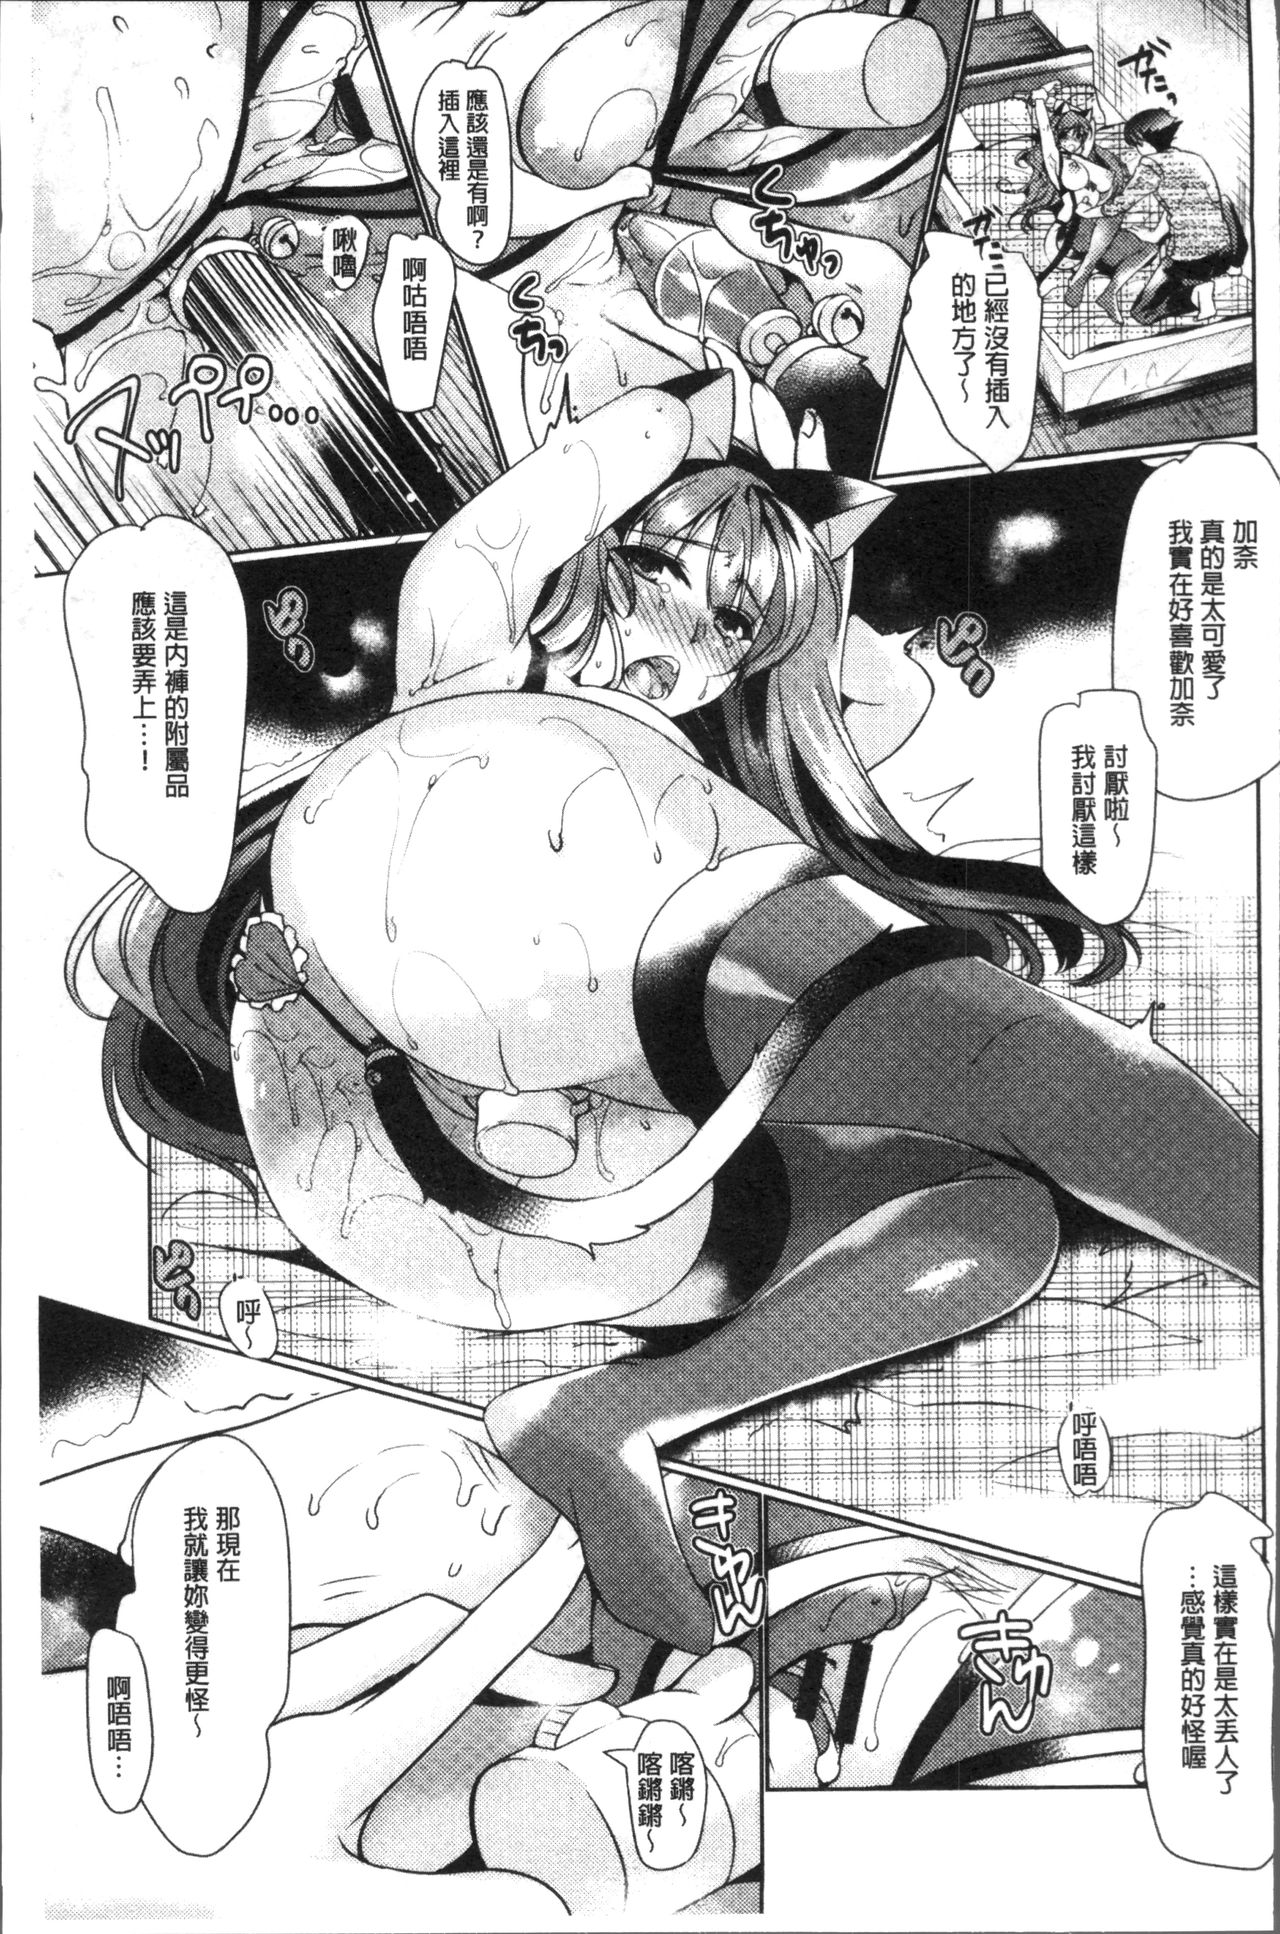 ガたっ
ガたっ
已經沒有插入
的地方了～
應該還是有啊？
插入這裡
くちゅっ
くちっ
啊咕唔
啾嚕
ヌッププ…
加奈
真的是太可愛了
我實在好喜歡加奈
討厭啦～
我討厭這樣
這是內褲的附屬品
應該要弄上…！
呼～
呼唔唔
這樣實在是太丟人了
…感覺真的好怪喔
きゅん
きゅん
喀鏘～
喀鏘鏘～
那現在
我就讓妳變得更怪～
啊唔唔…